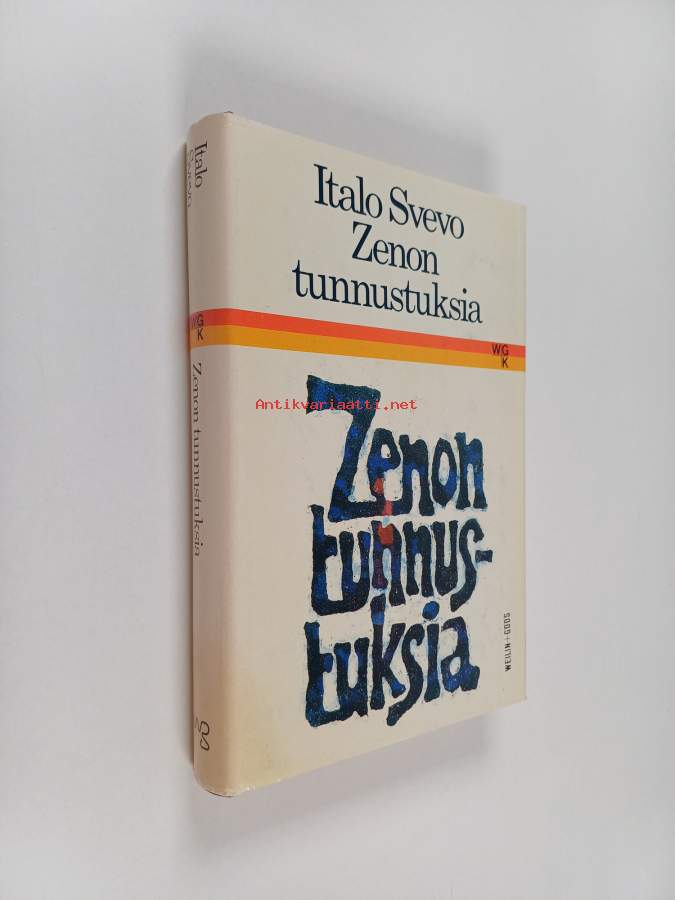 Italo Svevo
Zenon
tunnustuksia
WG
K
Antikvariaatti.net
Zenon
tunnus-
tuksia
WEILIN+GÖÖS
Italo
Svevo
WG
K
Zenon tunnustuksia